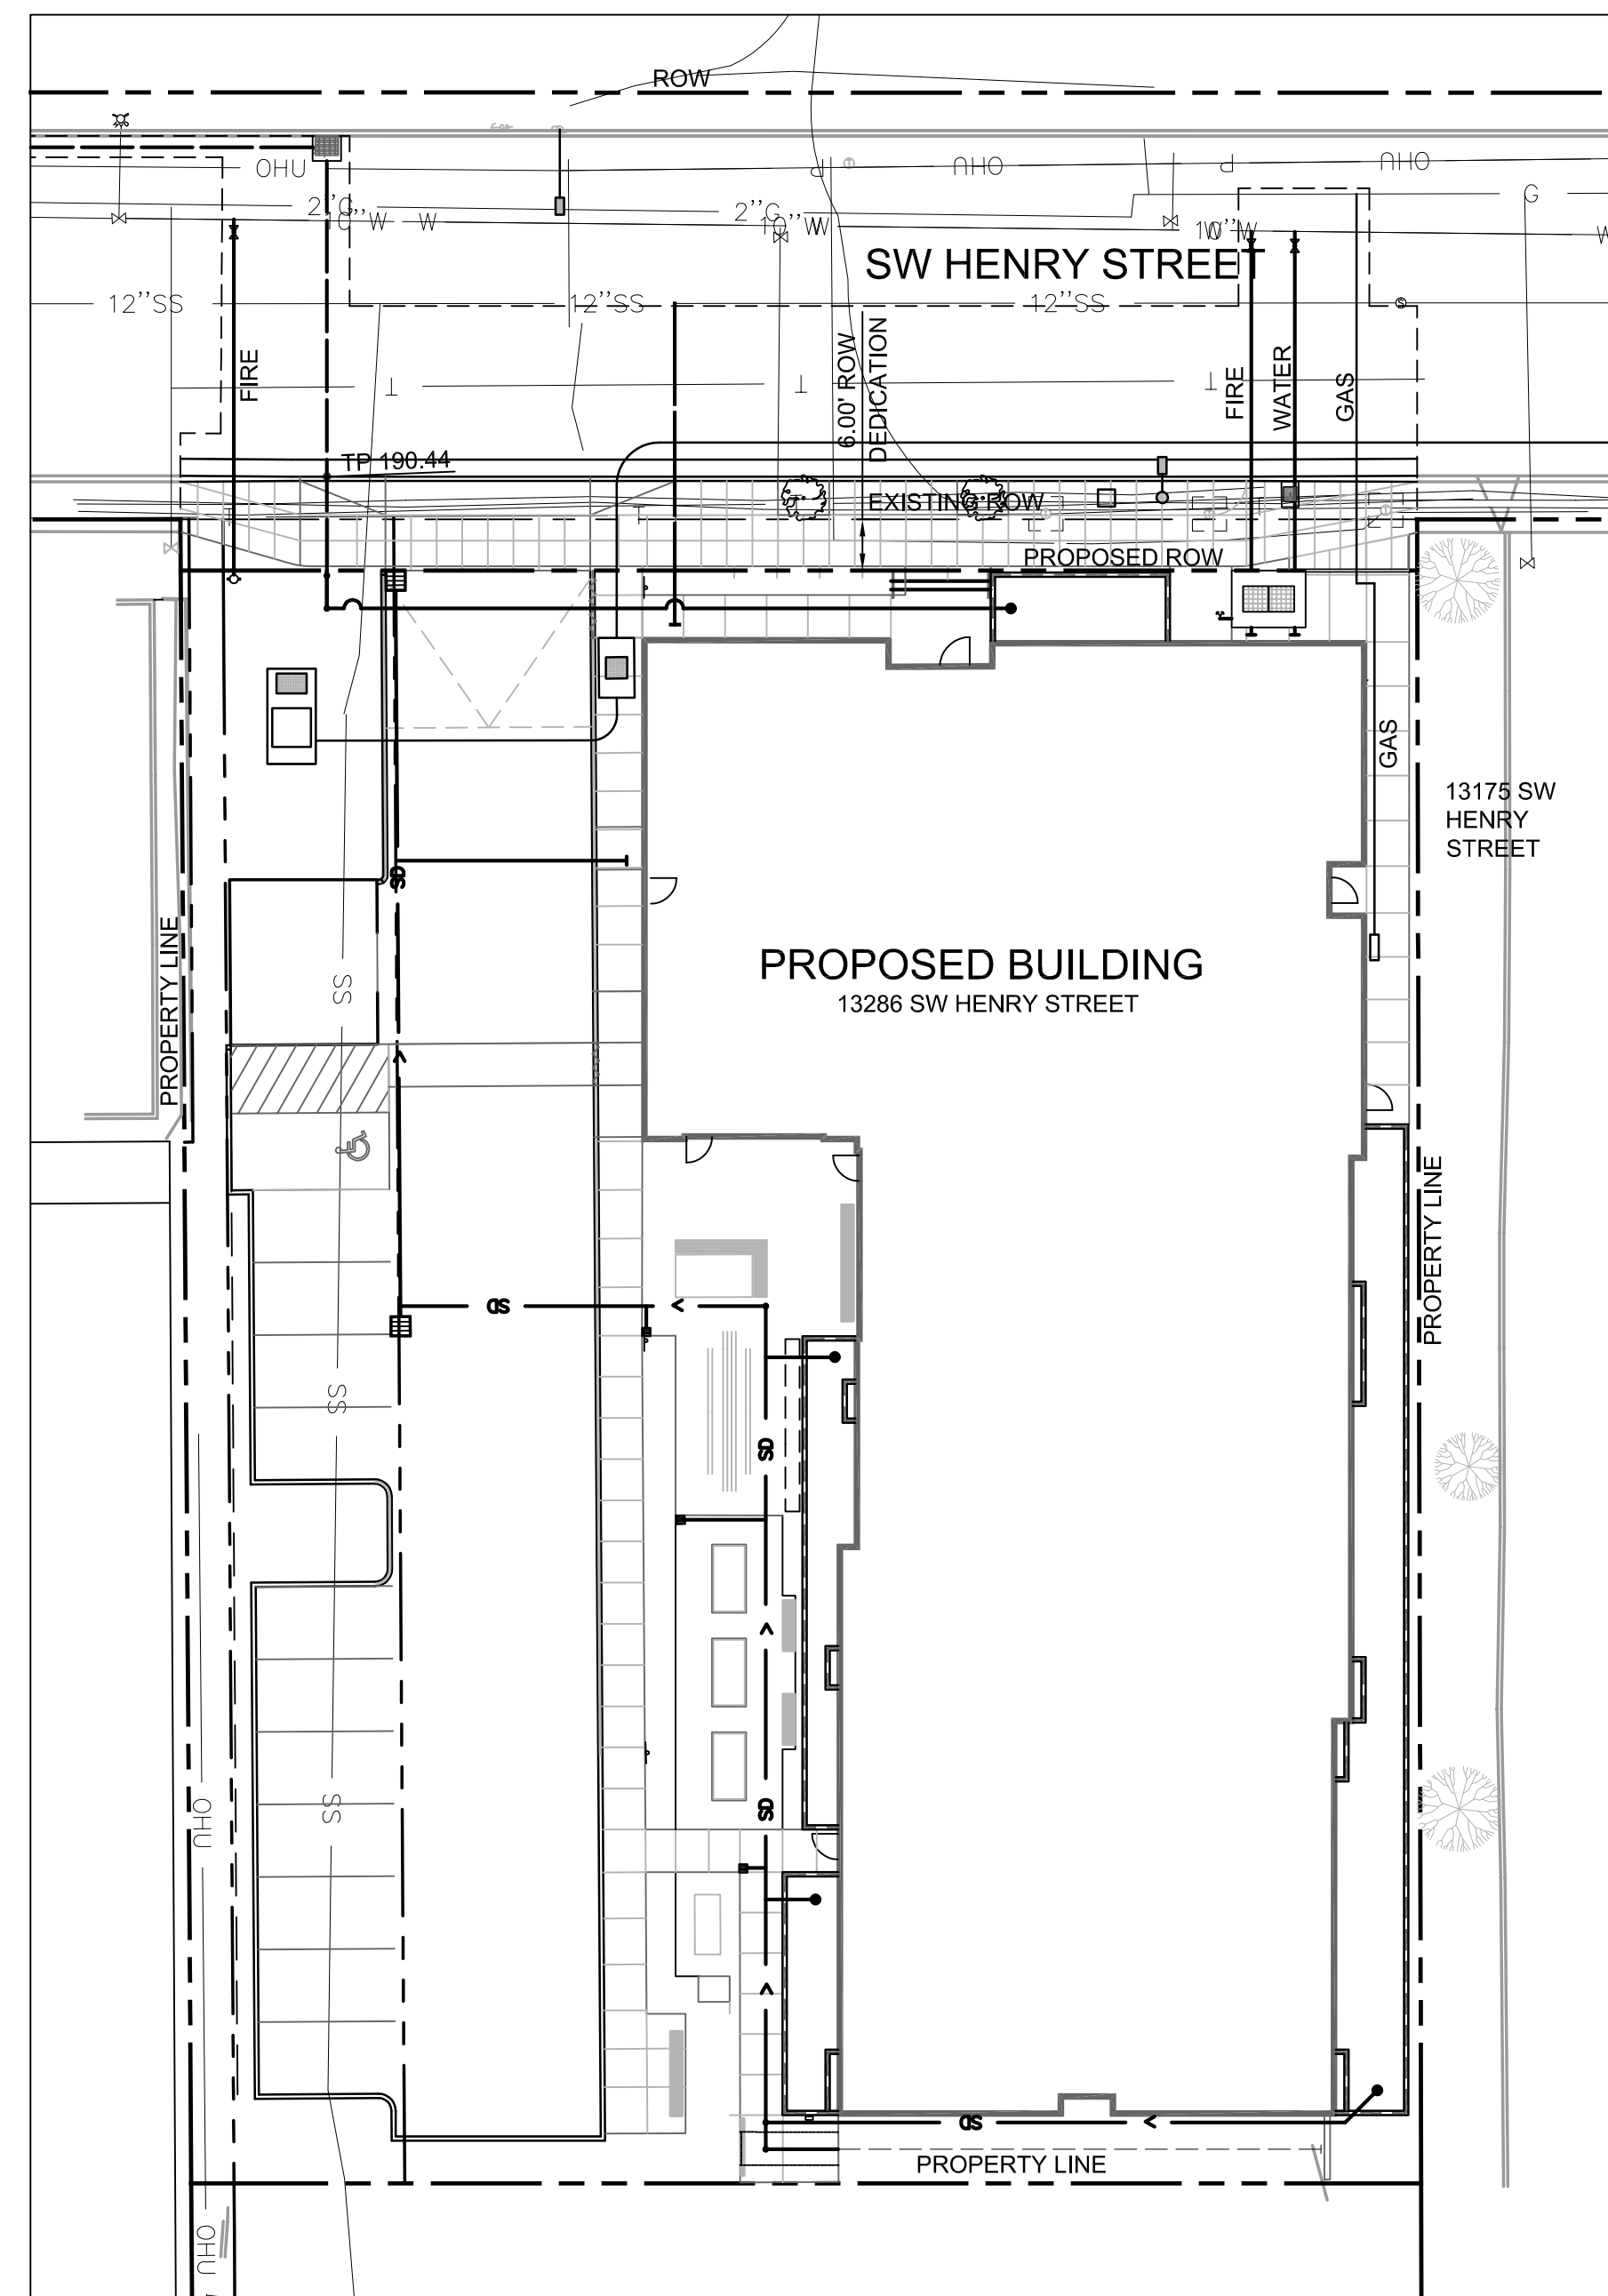 ROW
OHU
OHU
OHU
P
P
2''G
10''W
W
2''G
10''W
10''W
G
W
SW HENRY STREET
12''SS
12''SS
12''SS
FIRE
6.00' ROW
DEDICATION
FIRE
WATER
GAS
T
T
T
TP 190.44
EXISTING ROW
PROPOSED ROW
GAS
13175 SW
HENRY
STREET
SD
PROPERTY LINE
SS
PROPOSED BUILDING
13286 SW HENRY STREET
PROPERTY LINE
SD
SS
SD
SS
OHU
SD
SD
PROPERTY LINE
OHU